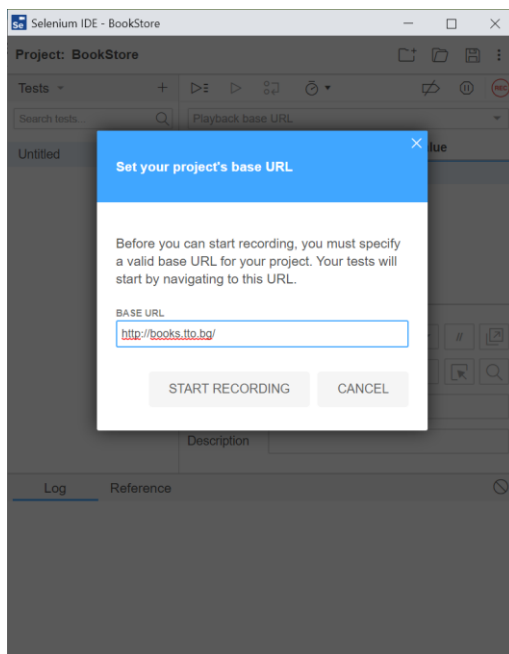 Se Selenium IDE - BookStore
Project: BookStore
Tests
Search tests...
Playback base URL
REC
Untitled
lue
Set your project's base URL
Before you can start recording, you must specify
a valid base URL for your project. Your tests will
start by navigating to this URL.
BASE URL
http://books.tto.bg/
START RECORDING
CANCEL
//
Description
Log
Reference